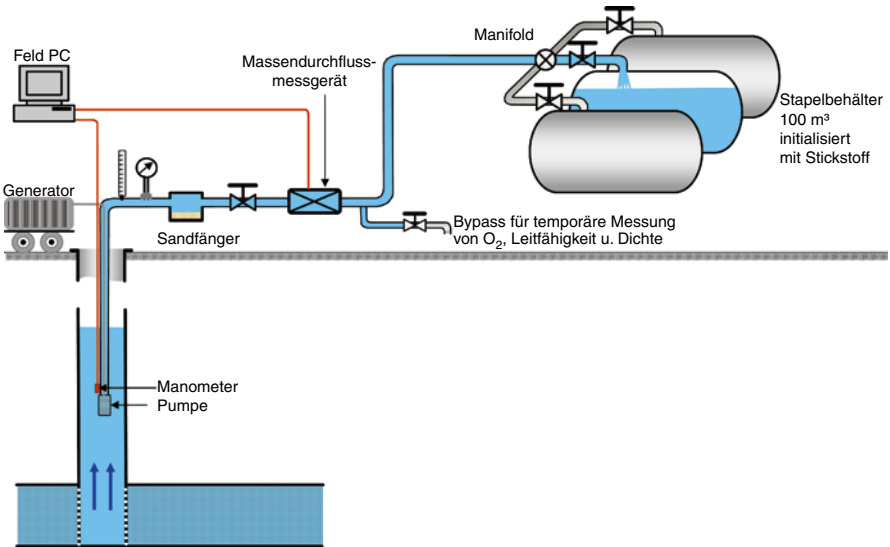 Manifold
Feld PC
Massendurchfluss-
messgerät
Stapelbehälter
100 m³
initialisiert
mit Stickstoff
Generator
Sandfänger
Bypass für temporäre Messung
von O₂, Leitfähigkeit u. Dichte
Manometer
Pumpe